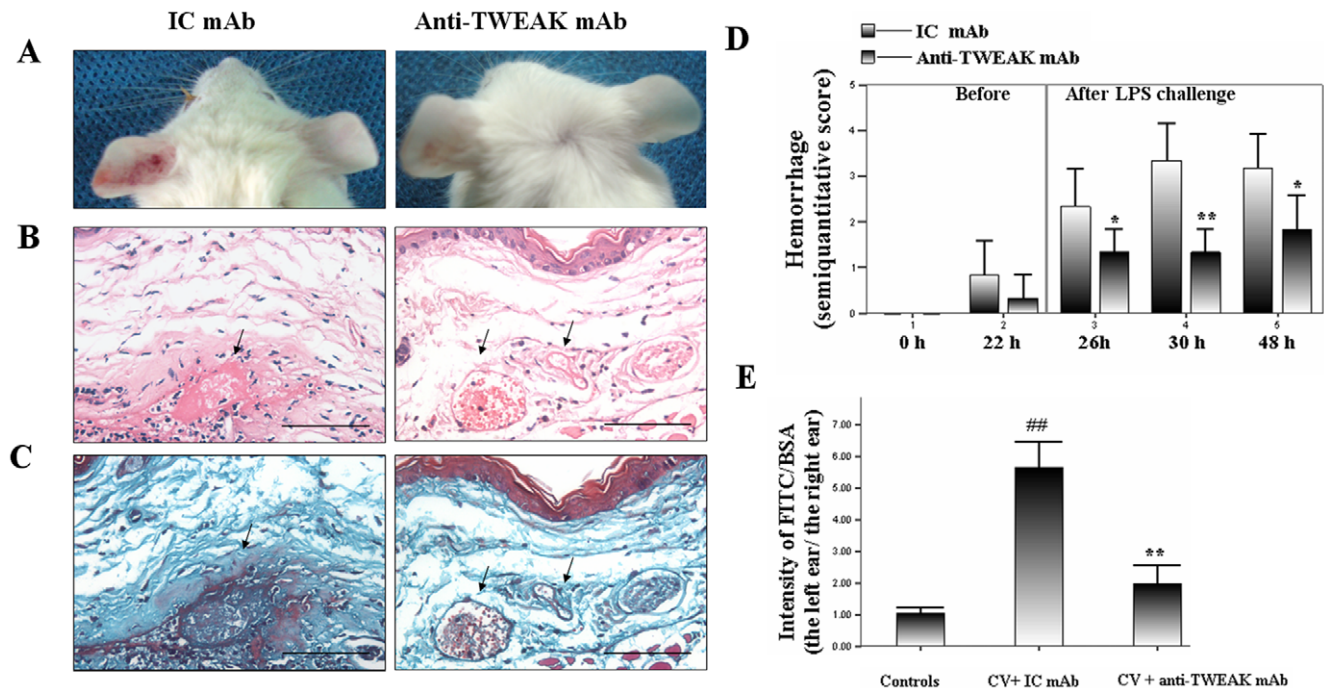 IC mAb
Anti-TWEAK mAb
A
B
C
D
IC mAb
Anti-TWEAK mAb
Before
After LPS challenge
Hemorrhage
(semiquantitative score)
5
4
3
2
1
0
1
2
3
4
5
0 h
22 h
26h
30 h
48 h
*
**
*
E
Intensity of FITC/BSA
(the left ear/ the right ear)
7.00
6.00
5.00
4.00
3.00
2.00
1.00
0.00
##
**
Controls
CV+ IC mAb
CV + anti-TWEAK mAb